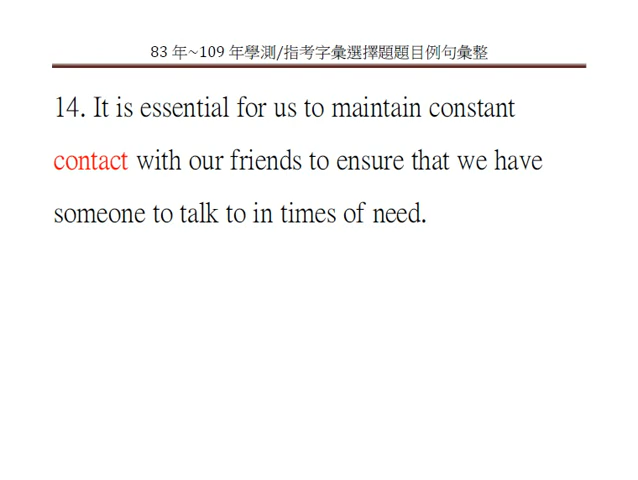 83 年~109 年學測/指考字彙選擇題題目例句彙整
14. It is essential for us to maintain constant
contact with our friends to ensure that we have
someone to talk to in times of need.